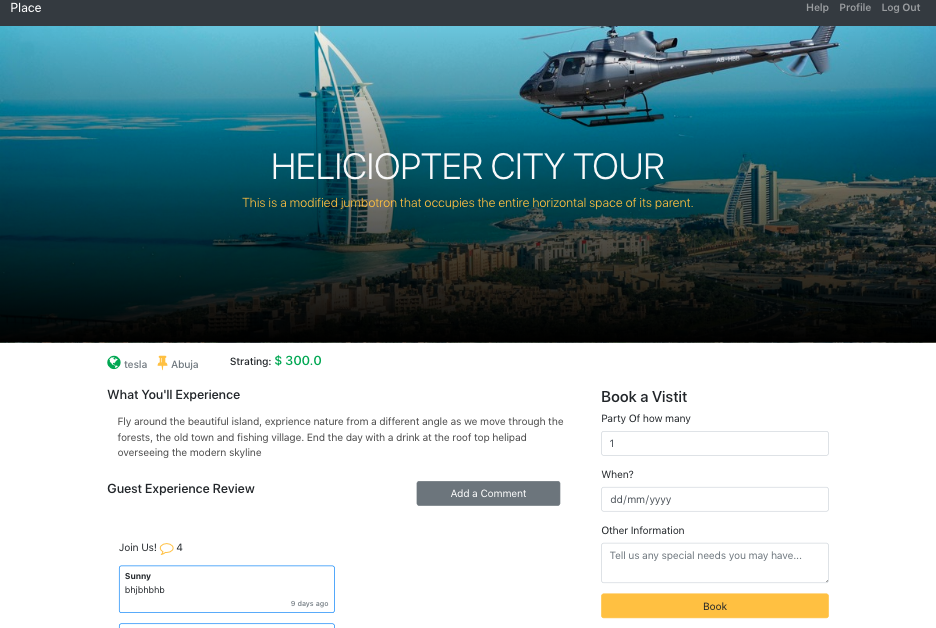 Place
Help Profile Log Out
HELICIOPTER CITY TOUR
This is a modified jumbotron that occupies the entire horizontal space of its parent.
tesla Abuja Strating: $ 300.0
What You'll Experience
Fly around the beautiful island, exprience nature from a different angle as we move through the
forests, the old town and fishing village. End the day with a drink at the roof top helipad
overseeing the modern skyline
Guest Experience Review
Add a Comment
Join Us! 4
Sunny
bhjbhbhb
9 days ago
Book a Vistit
Party Of how many
1
When?
dd/mm/yyyy
Other Information
Tell us any special needs you may have...
Book